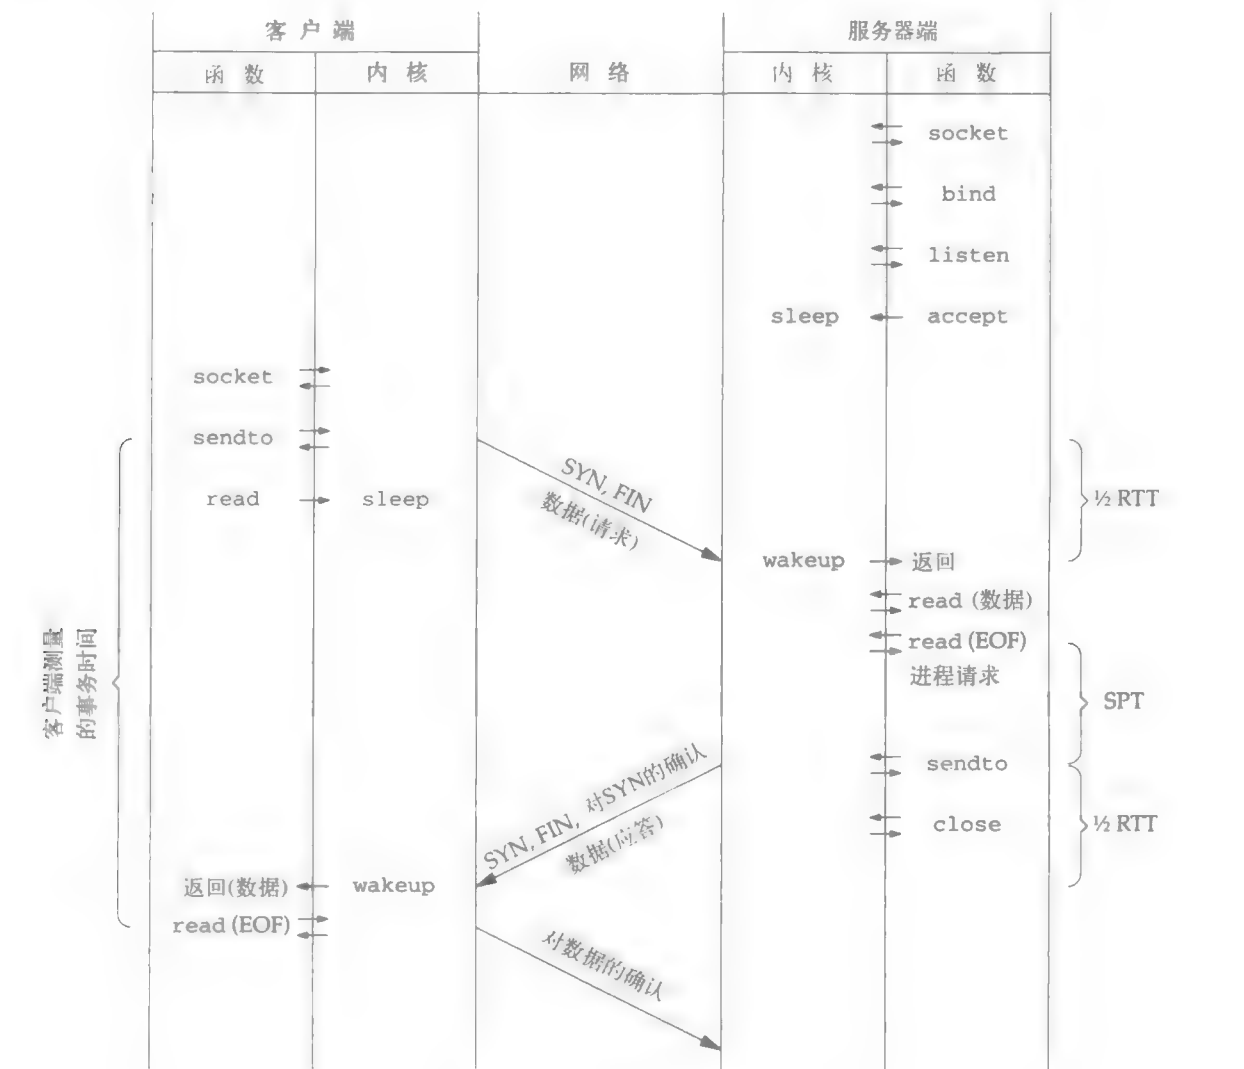 客 户 端
服务器端
函 数
内 核
网 络
内 核
函 数
socket
bind
listen
sleep
accept
socket
sendto
SYN, FIN
数据(请求)
read
sleep
½ RTT
wakeup
返回
read (数据)
read (EOF)
进程请求
客户端测量
的事务时间
SPT
sendto
SYN, FIN, 对SYN的确认
数据(应答)
close
½ RTT
返回(数据)
wakeup
read (EOF)
对数据的确认